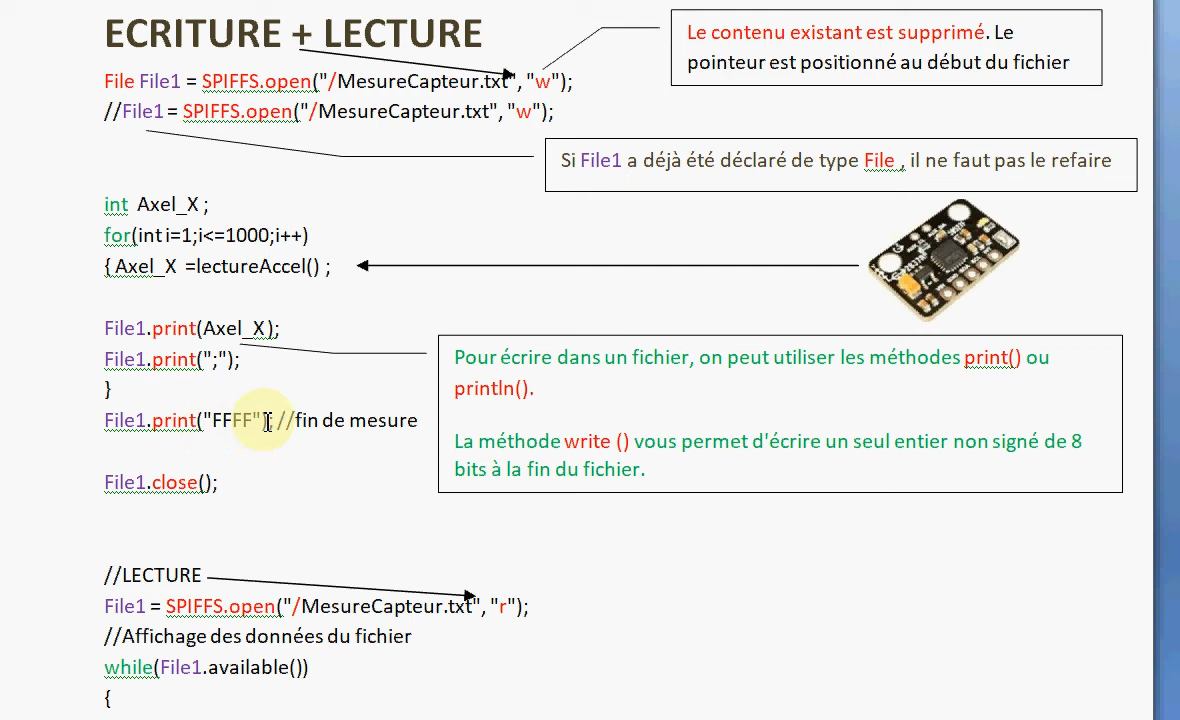 ECRITURE + LECTURE
Le contenu existant est supprimé. Le
pointeur est positionné au début du fichier
File File1 = SPIFFS.open("/MesureCapteur.txt", "w");
//File1 = SPIFFS.open("/MesureCapteur.txt", "w");
Si File1 a déjà été déclaré de type File , il ne faut pas le refaire
int Axel_X ;
for(int i=1;i<=1000;i++)
{ Axel_X =lectureAccel() ;
File1.print(Axel_X );
File1.print(";");
}
File1.print("FFFF"); //fin de mesure
File1.close();
Pour écrire dans un fichier, on peut utiliser les méthodes print() ou
println().
La méthode write () vous permet d'écrire un seul entier non signé de 8
bits à la fin du fichier.
//LECTURE
File1 = SPIFFS.open("/MesureCapteur.txt", "r");
//Affichage des données du fichier
while(File1.available())
{